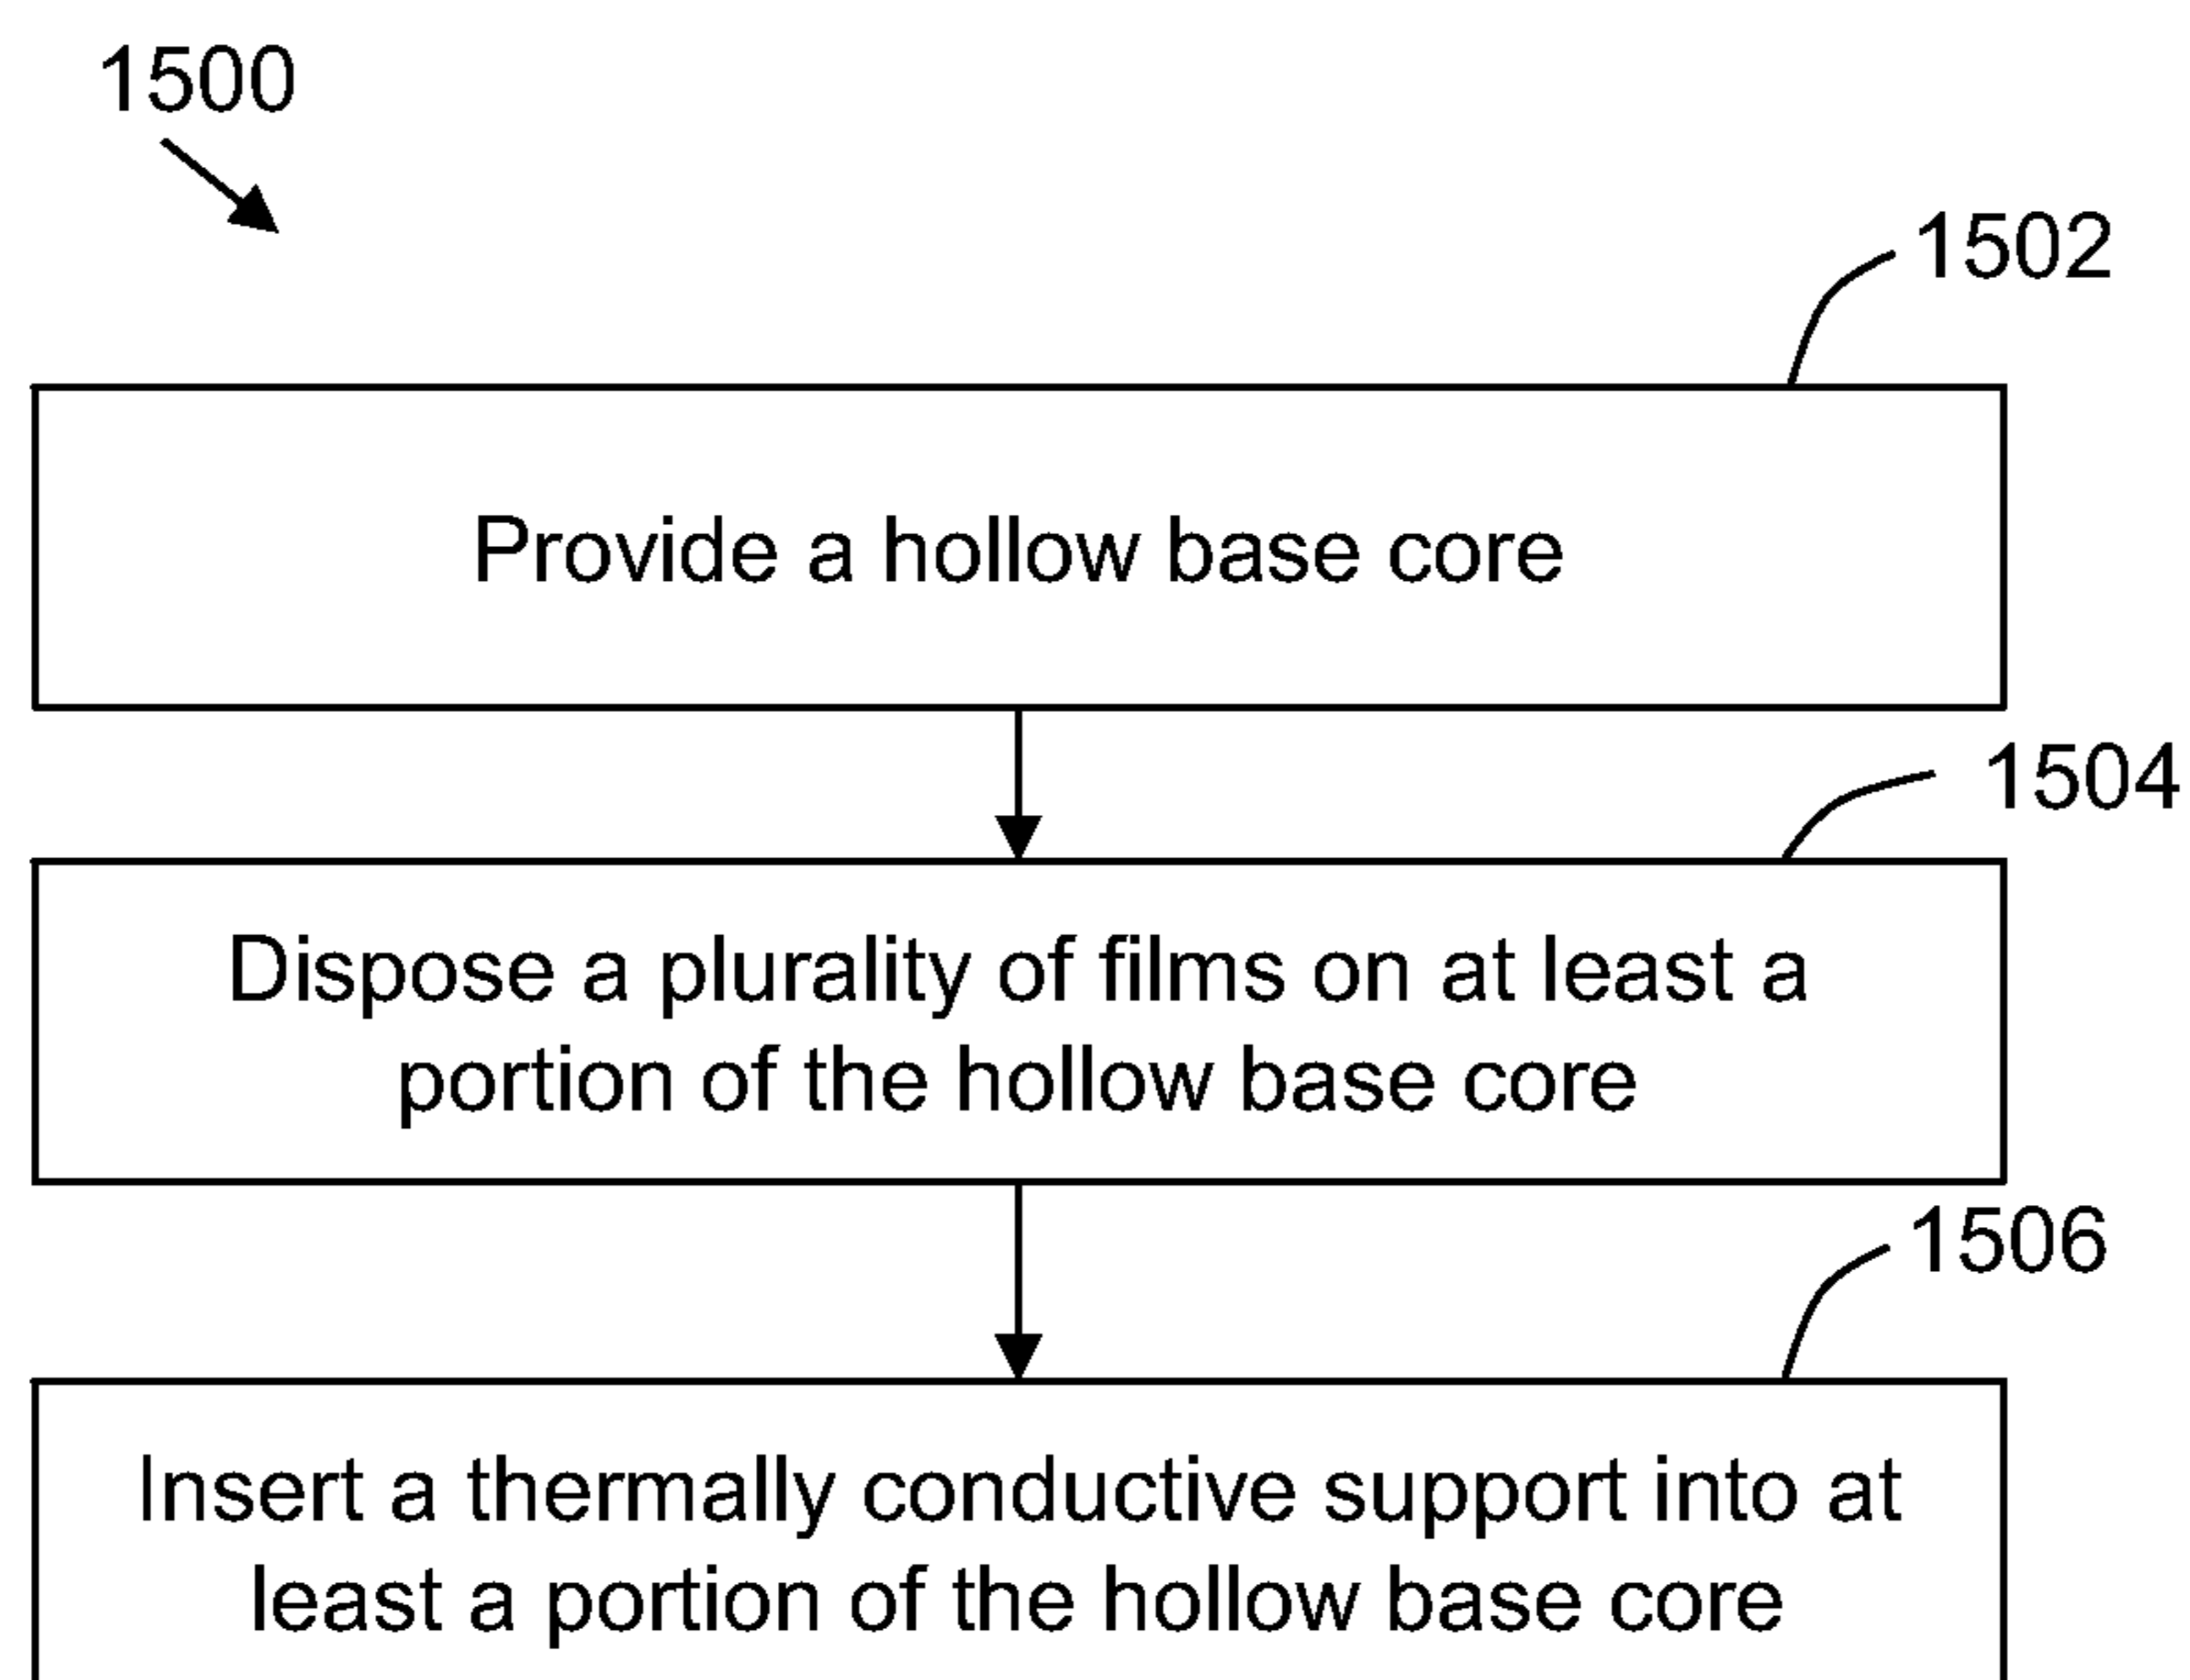 1500
1502
Provide a hollow base core
1504
Dispose a plurality of films on at least a
portion of the hollow base core
1506
Insert a thermally conductive support into at
least a portion of the hollow base core